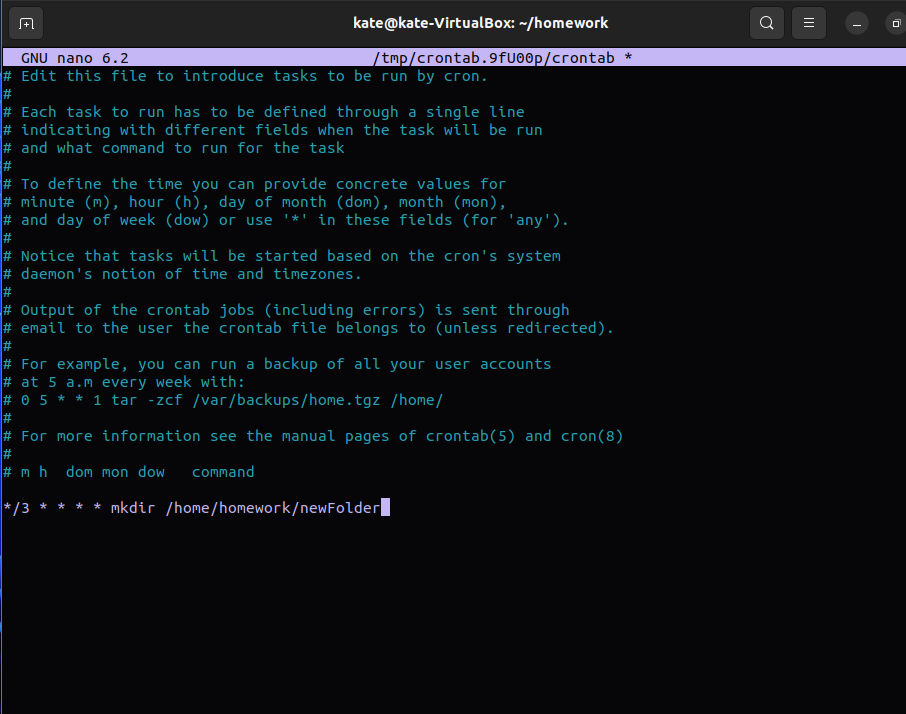 kate@kate-VirtualBox: ~/homework
GNU nano 6.2 /tmp/crontab.9fU00p/crontab *
# Edit this file to introduce tasks to be run by cron.
#
# Each task to run has to be defined through a single line
# indicating with different fields when the task will be run
# and what command to run for the task
#
# To define the time you can provide concrete values for
# minute (m), hour (h), day of month (dom), month (mon),
# and day of week (dow) or use '*' in these fields (for 'any').
#
# Notice that tasks will be started based on the cron's system
# daemon's notion of time and timezones.
#
# Output of the crontab jobs (including errors) is sent through
# email to the user the crontab file belongs to (unless redirected).
#
# For example, you can run a backup of all your user accounts
# at 5 a.m every week with:
# 0 5 * * 1 tar -zcf /var/backups/home.tgz /home/
#
# For more information see the manual pages of crontab(5) and cron(8)
#
# m h  dom mon dow   command
*/3 * * * * mkdir /home/homework/newFolder